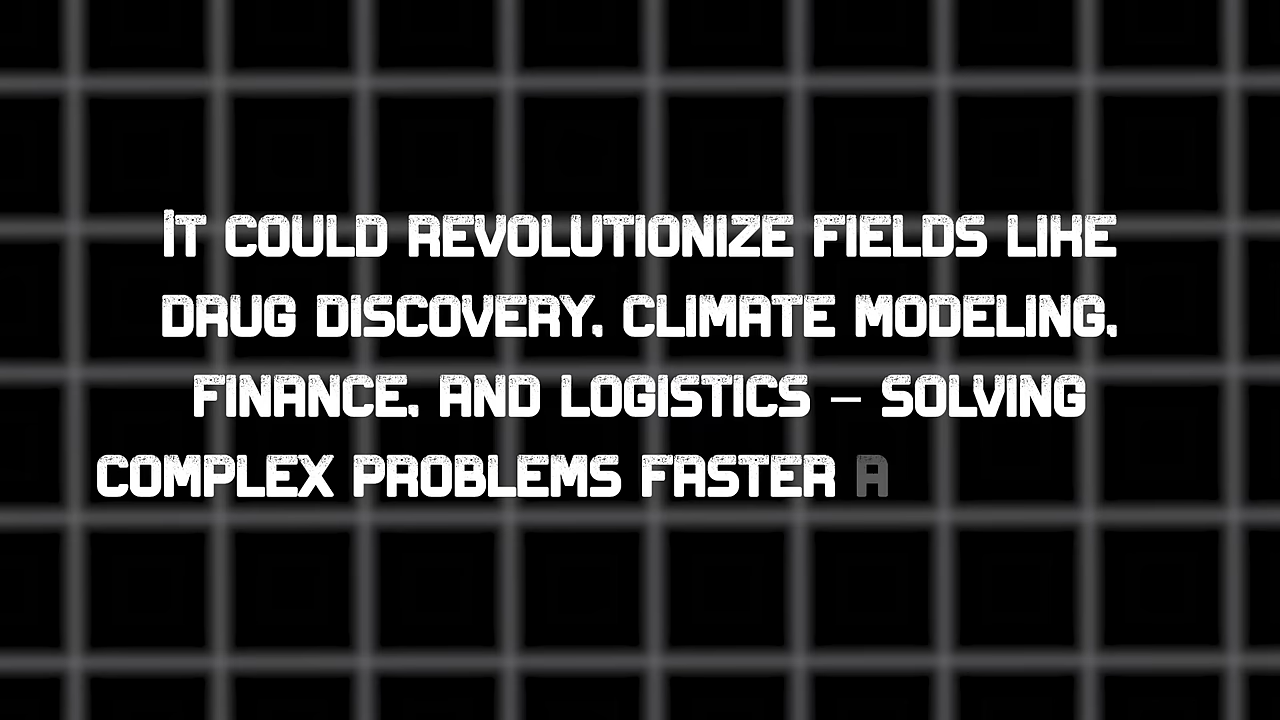 It could revolutionize fields like
drug discovery, climate modeling,
finance, and logistics – solving
complex problems faster a